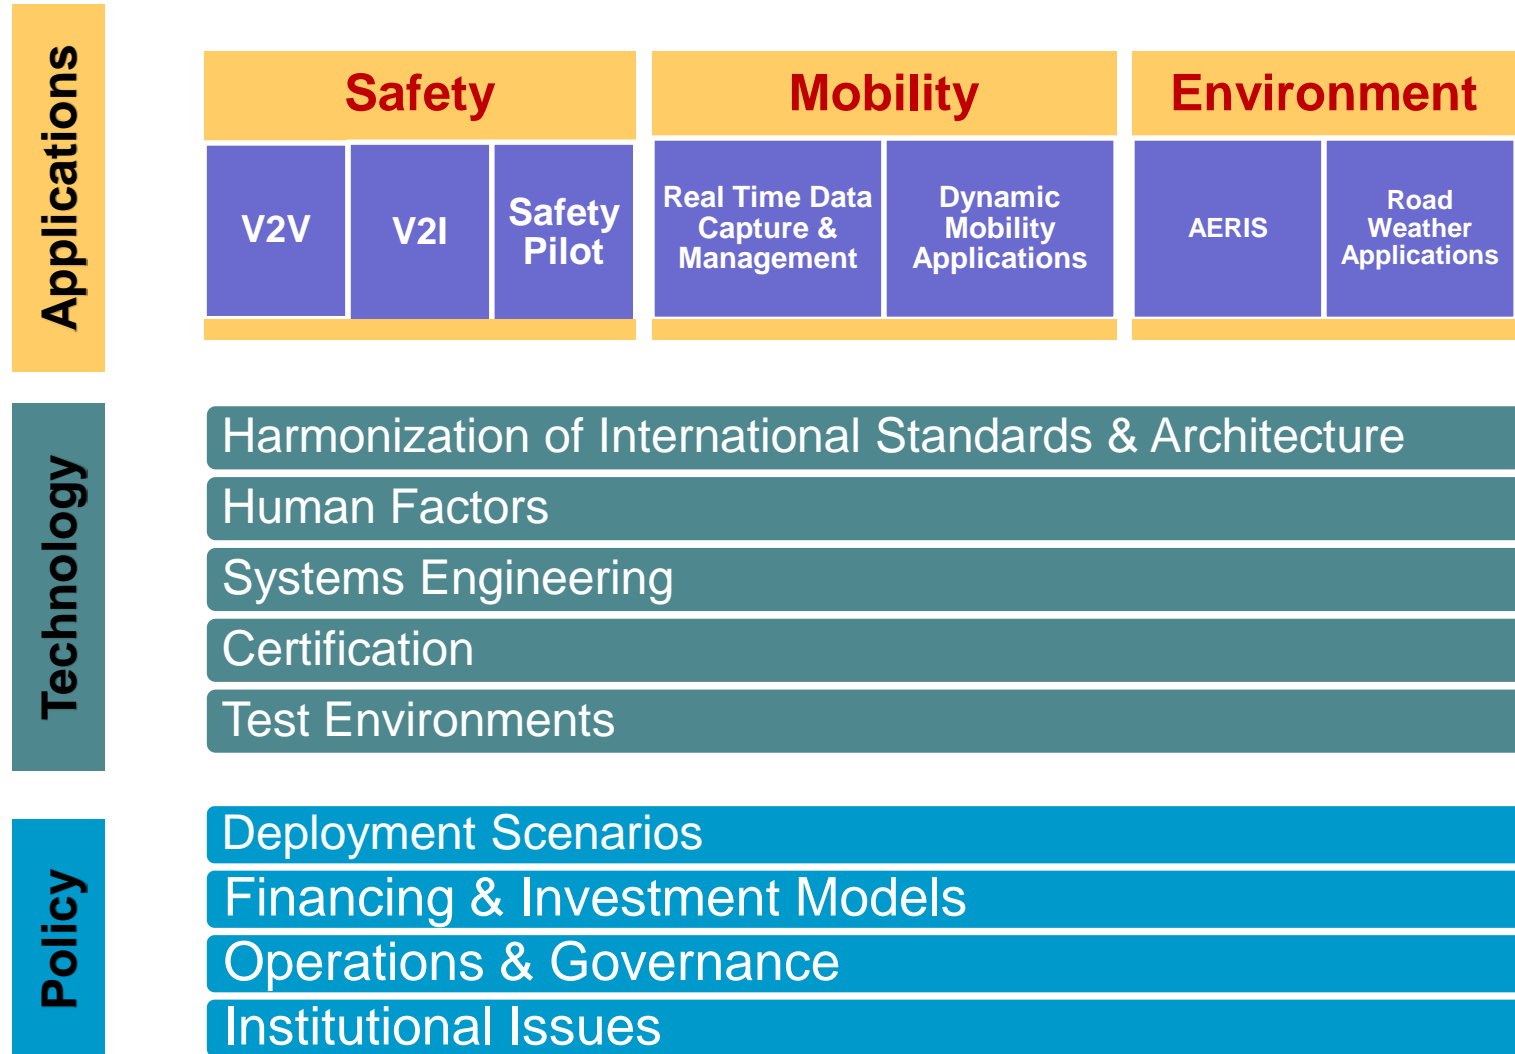 Applications
Safety
Mobility
Environment
V2V
V2I
Safety
Pilot
Real Time Data
Capture &
Management
Dynamic
Mobility
Applications
AERIS
Road
Weather
Applications
Technology
Harmonization of International Standards & Architecture
Human Factors
Systems Engineering
Certification
Test Environments
Policy
Deployment Scenarios
Financing & Investment Models
Operations & Governance
Institutional Issues